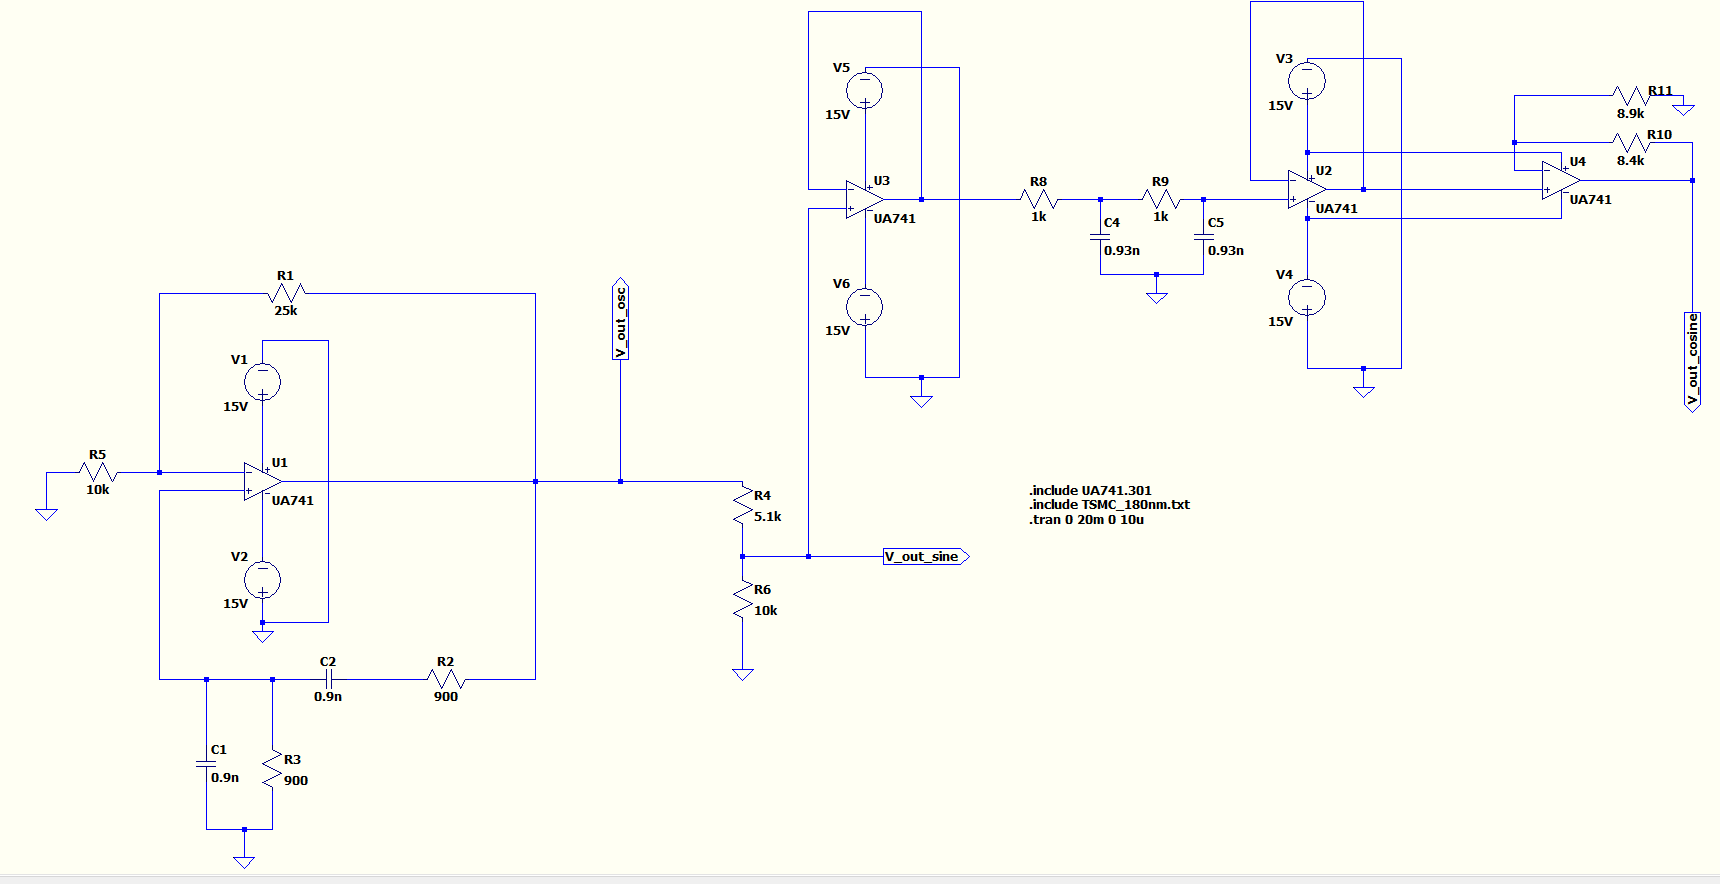 V5
15V
U3
UA741
V6
15V
R8
1k
C4
0.93n
R9
1k
C5
0.93n
V3
15V
U2
UA741
V4
15V
R11
8.9k
R10
8.4k
U4
UA741
V_out_cosine
R1
25k
V1
15V
R5
10k
U1
UA741
V2
15V
V_out_osc
R4
5.1k
V_out_sine
R6
10k
.include UA741.301
.include TSMC_180nm.txt
.tran 0 20m 0 10u
C2
0.9n
R2
900
C1
0.9n
R3
900